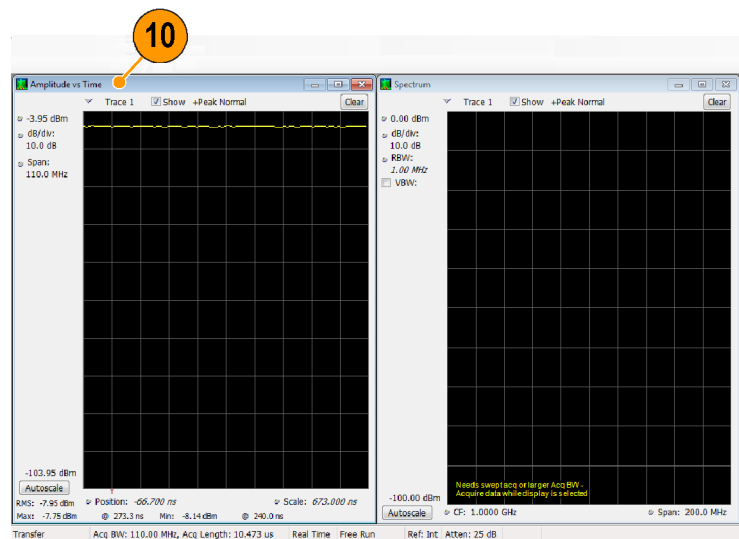 10
Amplitude vs Time
Trace 1 Show +Peak Normal Clear
-3.95 dBm
dB/div:
10.0 dB
Span:
110.0 MHz
-103.95 dBm
Autoscale
Position: -66.700 ns Scale: 673.000 ns
RMS: -7.95 dBm
Max: -7.75 dBm @ 273.3 ns Min: -8.14 dBm @ 240.0 ns
Spectrum
Trace 1 Show +Peak Normal Clear
0.00 dBm
dB/div:
10.0 dB
RBW:
1.00 MHz
VBW:
Needs swept acq or larger Acq BW -
Acquire data while display is selected
-100.00 dBm
Autoscale CF: 1.0000 GHz Span: 200.0 MHz
Transfer Acq BW: 110.00 MHz, Acq Length: 10.473 us Real Time Free Run Ref: Int Atten: 25 dB